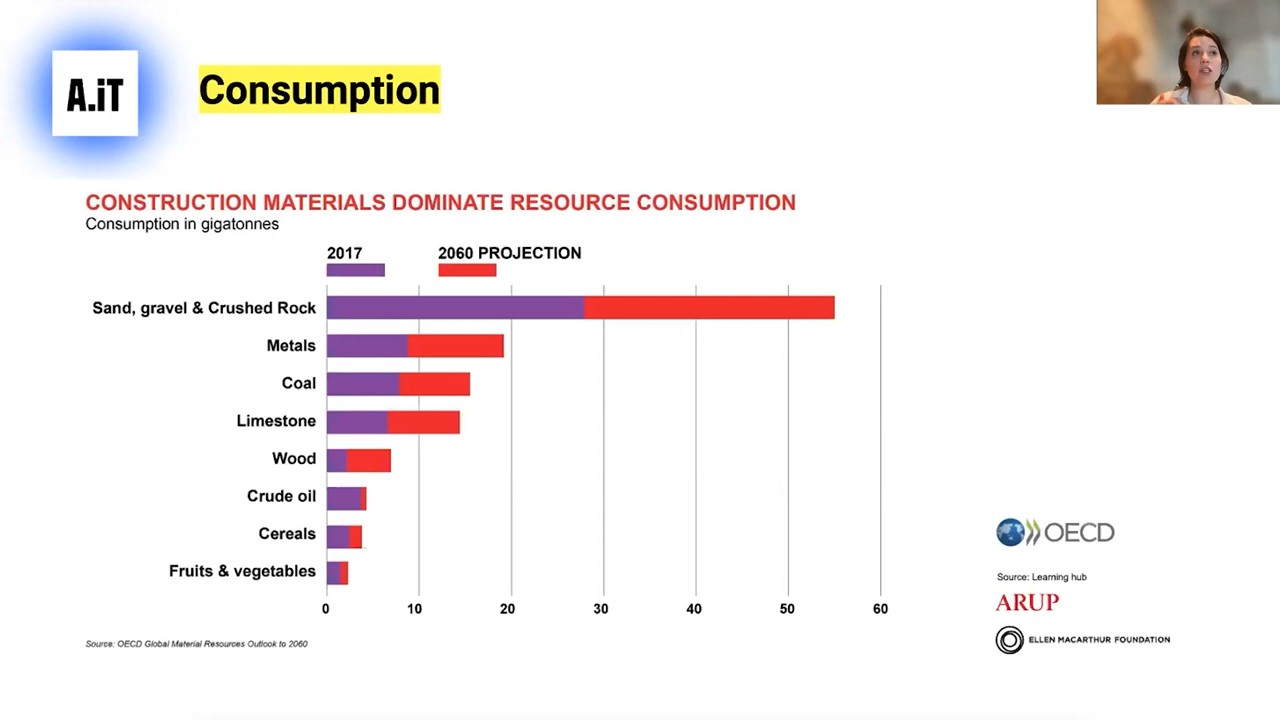 A.iT
Consumption
CONSTRUCTION MATERIALS DOMINATE RESOURCE CONSUMPTION
Consumption in gigatonnes
2017 2060 PROJECTION
Sand, gravel & Crushed Rock
Metals
Coal
Limestone
Wood
Crude oil
Cereals
Fruits & vegetables
0 10 20 30 40 50 60
Source: OECD Global Material Resources Outlook to 2060
OECD
Source: Learning hub
ARUP
ELLEN MACARTHUR FOUNDATION